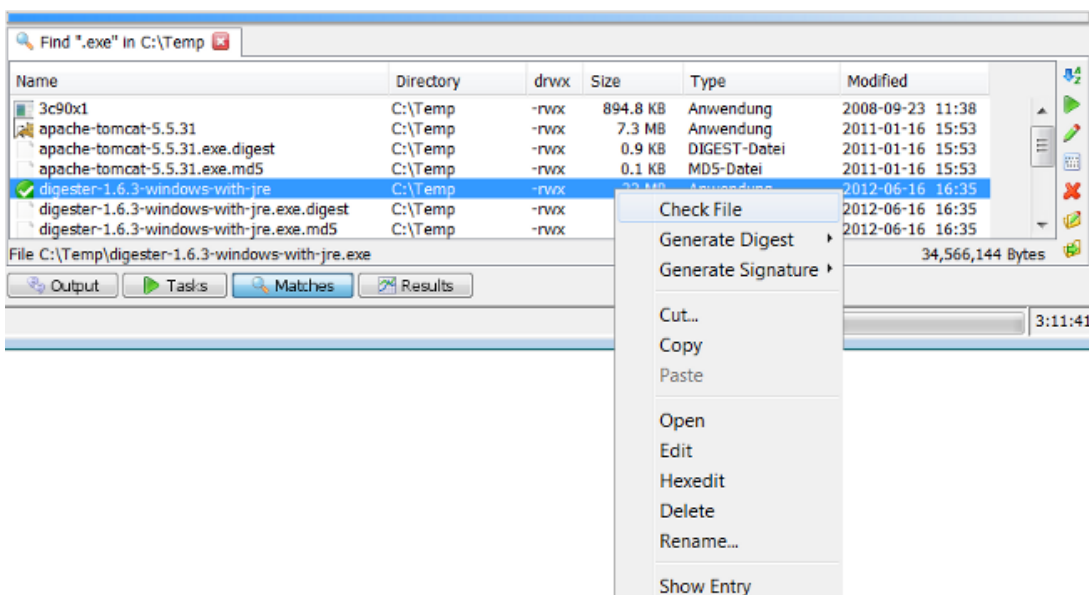 Find ".exe" in C:\Temp
Name Directory drwx Size Type Modified
3c90x1 C:\Temp -rwx 894.8 KB Anwendung 2008-09-23 11:38
apache-tomcat-5.5.31 C:\Temp -rwx 7.3 MB Anwendung 2011-01-16 15:53
apache-tomcat-5.5.31.exe.digest C:\Temp -rwx 0.9 KB DIGEST-Datei 2011-01-16 15:53
apache-tomcat-5.5.31.exe.md5 C:\Temp -rwx 0.1 KB MD5-Datei 2011-01-16 15:53
digester-1.6.3-windows-with-jre C:\Temp -rwx 33 MB Anwendung 2012-06-16 16:35
digester-1.6.3-windows-with-jre.exe.digest C:\Temp -rwx 2012-06-16 16:35
digester-1.6.3-windows-with-jre.exe.md5 C:\Temp -rwx 2012-06-16 16:35
File C:\Temp\digester-1.6.3-windows-with-jre.exe 34,566,144 Bytes
Output Tasks Matches Results
3:11:41
Check File
Generate Digest
Generate Signature
Cut...
Copy
Paste
Open
Edit
Hexedit
Delete
Rename...
Show Entry